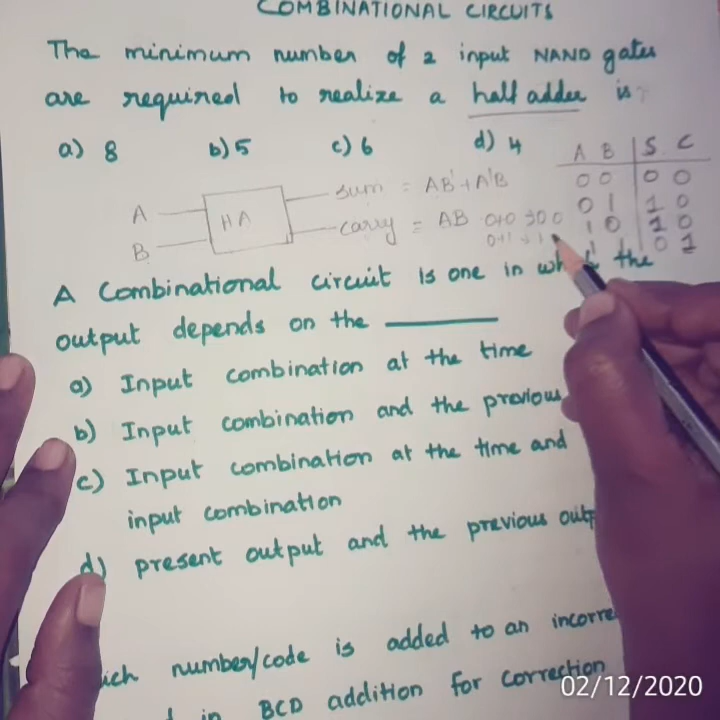 COMBINATIONAL CIRCUITS
The minimum number of 2 input NAND gates
are required to realize a half adder is?
a) 8 b) 5 c) 6 d) 4
A B S C
0 0 0 0
0 1 1 0
1 0 1 0
0 1
A
B
HA
sum = AB' + A'B
carry = AB
A Combinational circuit is one in the
output depends on the
a) Input combination at the time
b) Input combination and the previous
c) Input combination at the time and
input combination
d) present output and the previous
number/code is added to an
in BCD addition for correction
02/12/2020